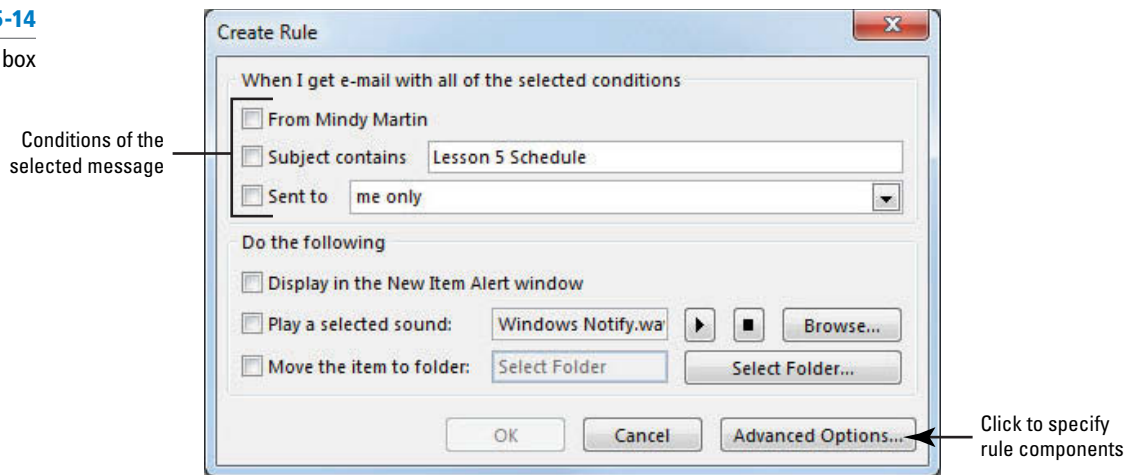 5-14
box
Create Rule
When I get e-mail with all of the selected conditions
From Mindy Martin
Conditions of the
selected message
Subject contains Lesson 5 Schedule
Sent to me only
Do the following
Display in the New Item Alert window
Play a selected sound: Windows Notify.wa Browse...
Move the item to folder: Select Folder Select Folder...
OK Cancel Advanced Options...
Click to specify
rule components